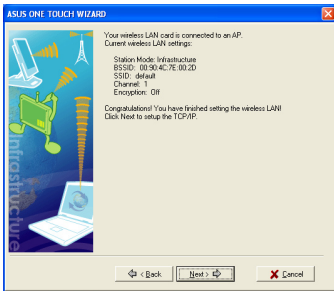 ASUS ONE TOUCH WIZARD
Your wireless LAN card is connected to an AP.
Current wireless LAN settings:
Station Mode: Infrastructure
BSSID: 00:90:4C:7E:00:2D
SSID: default
Channel: 1
Encryption: Off
Congratulations! You have finished setting the wireless LAN!
Click Next to setup the TCP/IP.
Infrastructure
< Back
Next >
Cancel